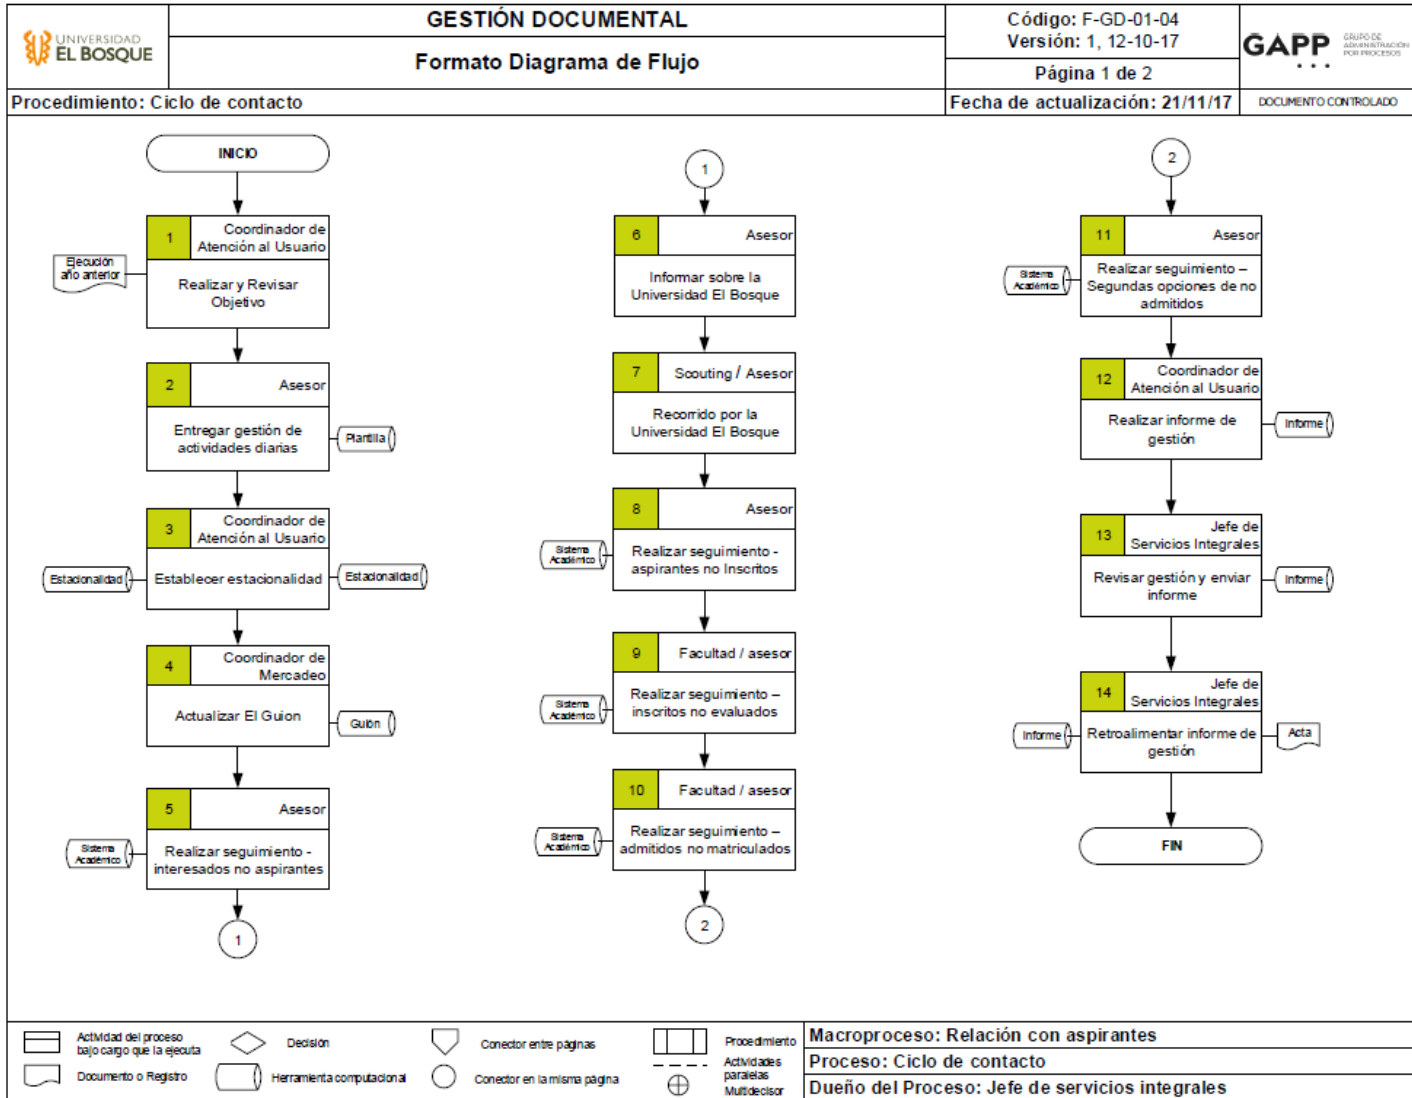 UNIVERSIDAD
EL BOSQUE
GESTIÓN DOCUMENTAL
Formato Diagrama de Flujo
Código: F-GD-01-04
Versión: 1, 12-10-17
Página 1 de 2
GAPP
GRUPO DE
ADMINISTRACIÓN
POR PROCESOS
Procedimiento: Ciclo de contacto
Fecha de actualización: 21/11/17
DOCUMENTO CONTROLADO
INICIO
1
Coordinador de
Atención al Usuario
Ejecución
año anterior
Realizar y Revisar
Objetivo
2
Asesor
Entregar gestión de
actividades diarias
Plantilla
3
Coordinador de
Atención al Usuario
Estacionalidad
Establecer estacionalidad
Estacionalidad
4
Coordinador de
Mercadeo
Actualizar El Guion
Guión
5
Asesor
Sistema
Académico
Realizar seguimiento -
interesados no aspirantes
1
1
6
Asesor
Informar sobre la
Universidad El Bosque
7
Scouting / Asesor
Recorrido por la
Universidad El Bosque
8
Asesor
Sistema
Académico
Realizar seguimiento -
aspirantes no Inscritos
9
Facultad / asesor
Sistema
Académico
Realizar seguimiento –
inscritos no evaluados
10
Facultad / asesor
Sistema
Académico
Realizar seguimiento –
admitidos no matriculados
2
2
11
Asesor
Sistema
Académico
Realizar seguimiento –
Segundas opciones de no
admitidos
12
Coordinador de
Atención al Usuario
Realizar informe de
gestión
Informe
13
Jefe de
Servicios Integrales
Revisar gestión y enviar
informe
Informe
14
Jefe de
Servicios Integrales
Informe
Retroalimentar informe de
gestión
Acta
FIN
Actividad del proceso
bajo cargo que la ejecuta
Decisión
Conector entre páginas
Procedimiento
Documento o Registro
Herramienta computacional
Conector en la misma página
Actividades
paralelas
Multidecisor
Macroproceso: Relación con aspirantes
Proceso: Ciclo de contacto
Dueño del Proceso: Jefe de servicios integrales